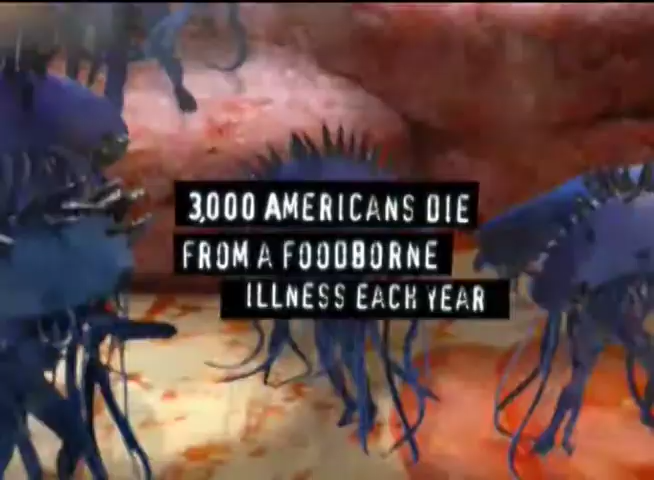 3,000 AMERICANS DIE
FROM A FOODBORNE
ILLNESS EACH YEAR